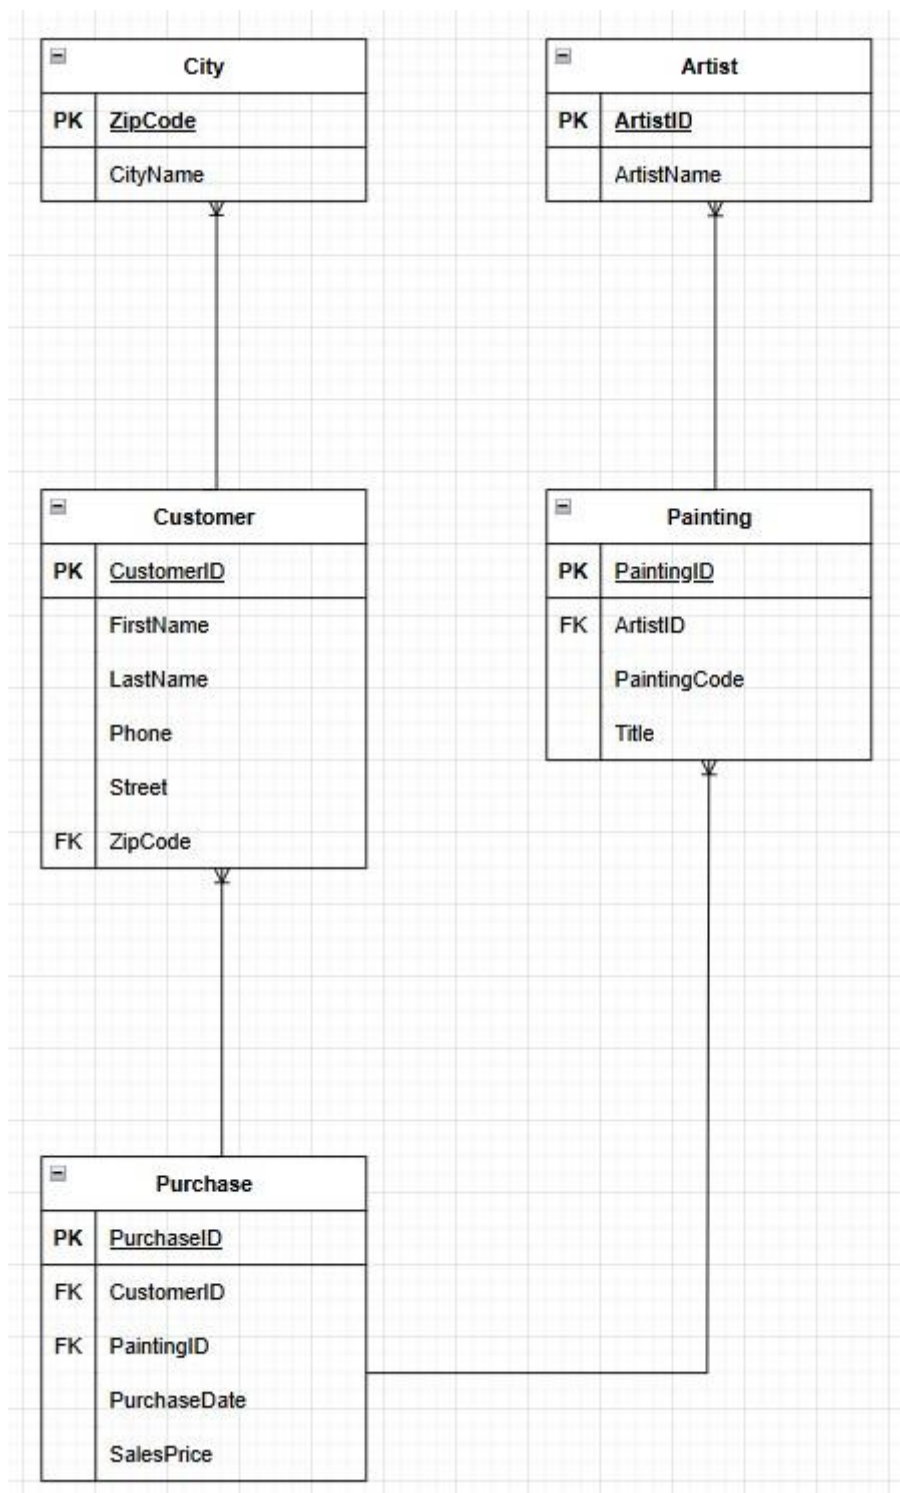 City
PK ZipCode
CityName
Artist
PK ArtistID
ArtistName
Customer
PK CustomerID
FirstName
LastName
Phone
Street
FK ZipCode
Painting
PK PaintingID
FK ArtistID
PaintingCode
Title
Purchase
PK PurchaseID
FK CustomerID
FK PaintingID
PurchaseDate
SalesPrice